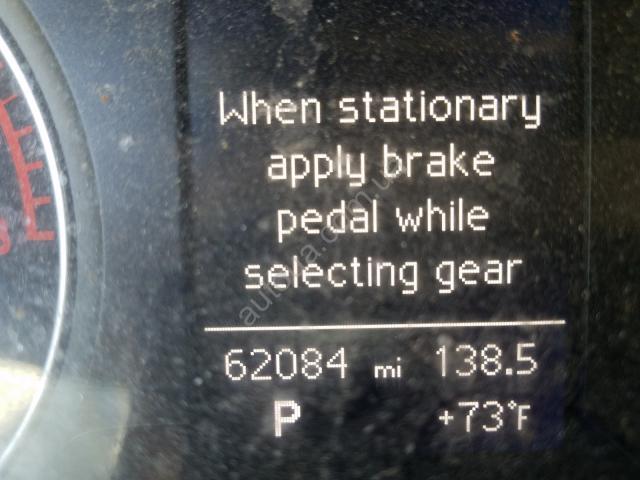 When stationary
apply brake
pedal while
selecting gear
62084 mi 138.5
P +73°F